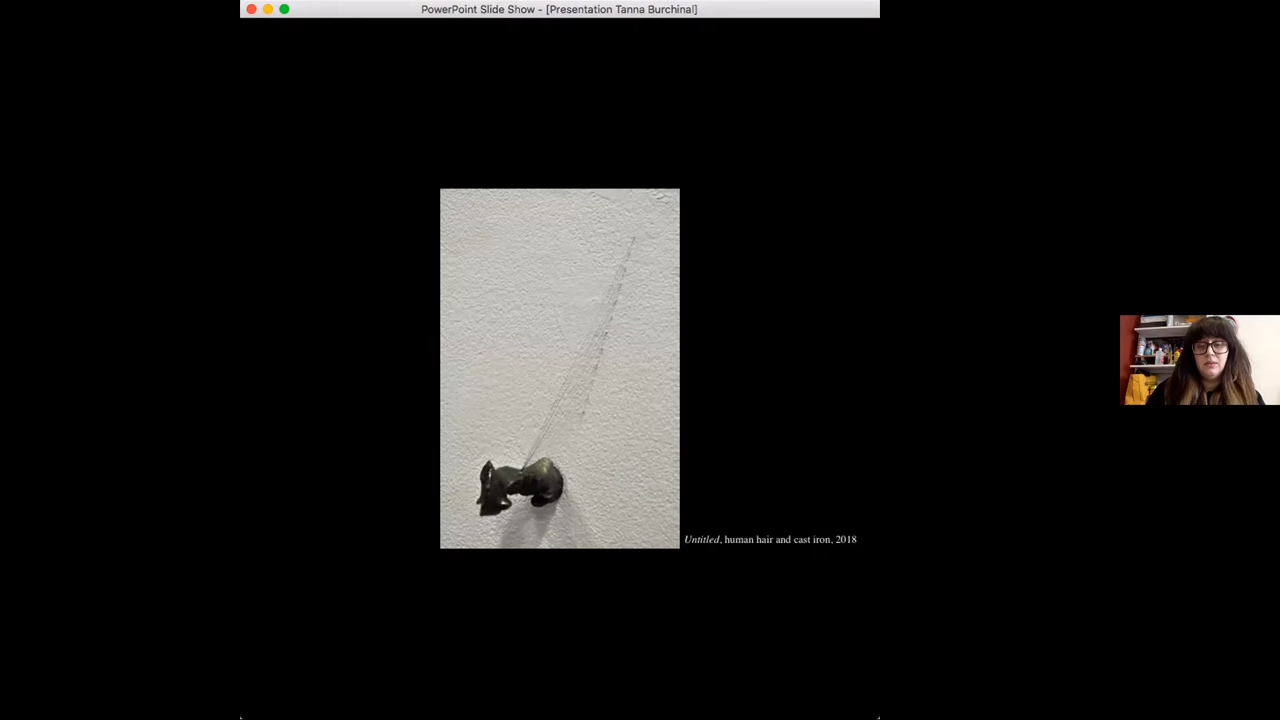 PowerPoint Slide Show - [Presentation Tanna Burchinal]
Untitled, human hair and cast iron, 2018